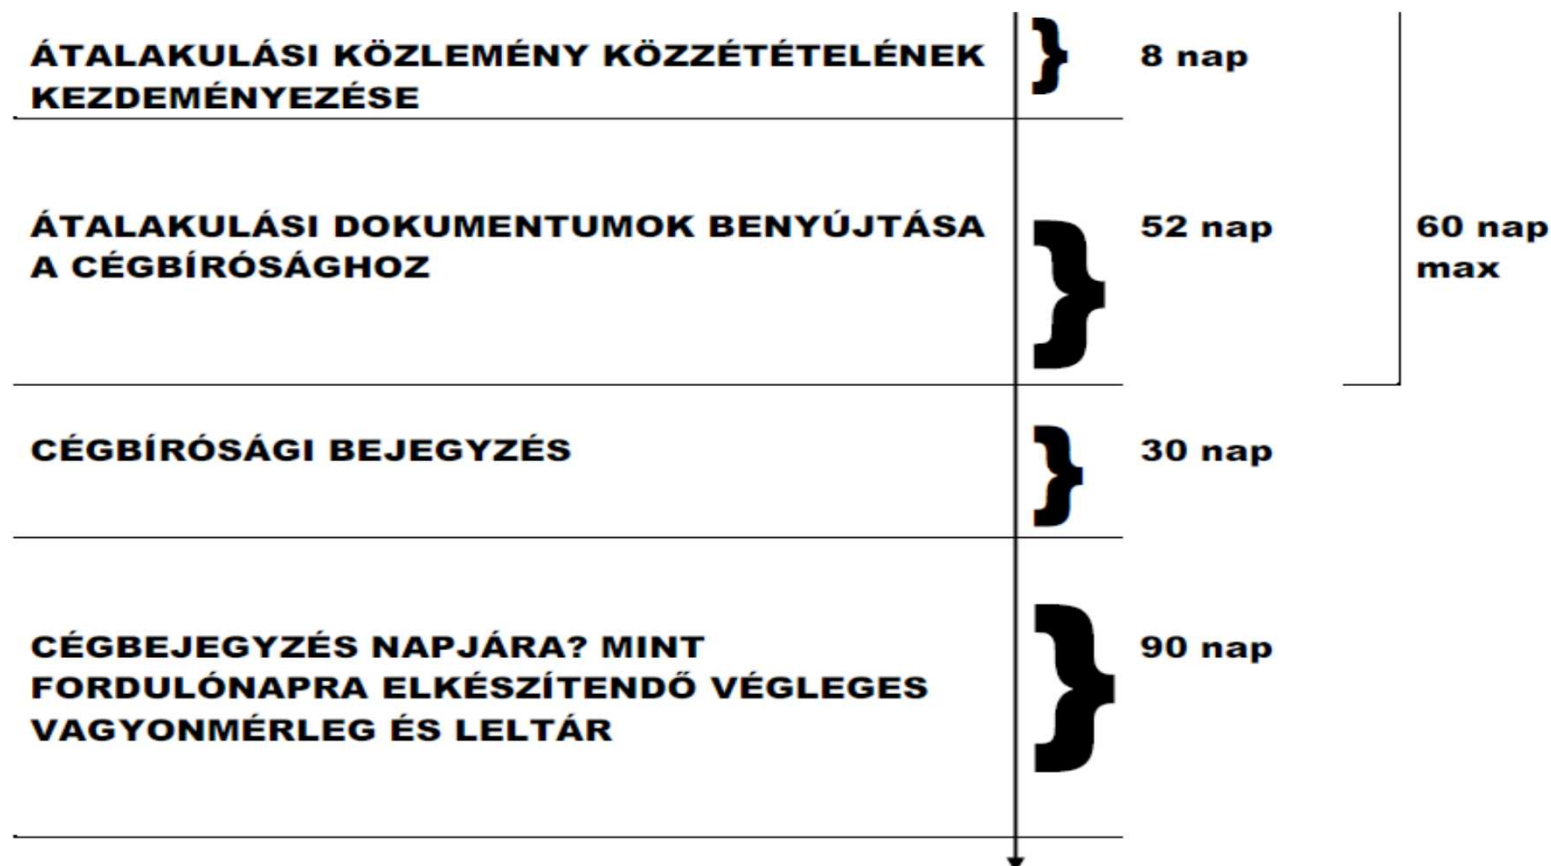 ÁTALAKULÁSI KÖZLEMÉNY KÖZZÉTÉTELÉNEK
KEZDEMÉNYEZÉSE
8 nap
ÁTALAKULÁSI DOKUMENTUMOK BENYÚJTÁSA
A CÉGBÍRÓSÁGHOZ
52 nap
60 nap
max
CÉGBÍRÓSÁGI BEJEGYZÉS
30 nap
CÉGBEJEGYZÉS NAPJÁRA? MINT
FORDULÓNAPRA ELKÉSZÍTENDŐ VÉGLEGES
VAGYONMÉRLEG ÉS LELTÁR
90 nap